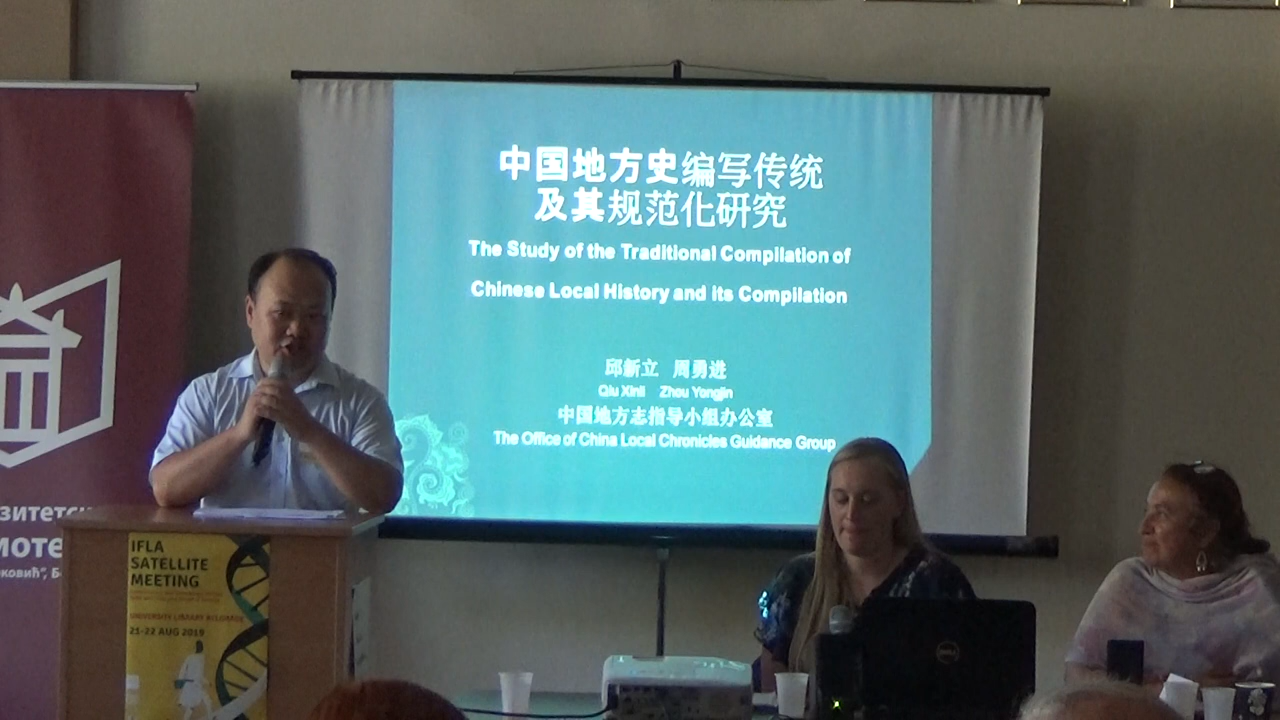 中国地方史编写传统
及其规范化研究
The Study of the Traditional Compilation of
Chinese Local History and its Compilation
邱新立 周勇进
Qiu Xinli Zhou Yongjin
中国地方志指导小组办公室
The Office of China Local Chronicles Guidance Group
зитетск
иоте
рковић“, Б
IFLA
SATELLITE
MEETING
UNIVERSITY LIBRARY BELGRADE
21-22 AUG 2019
DELL